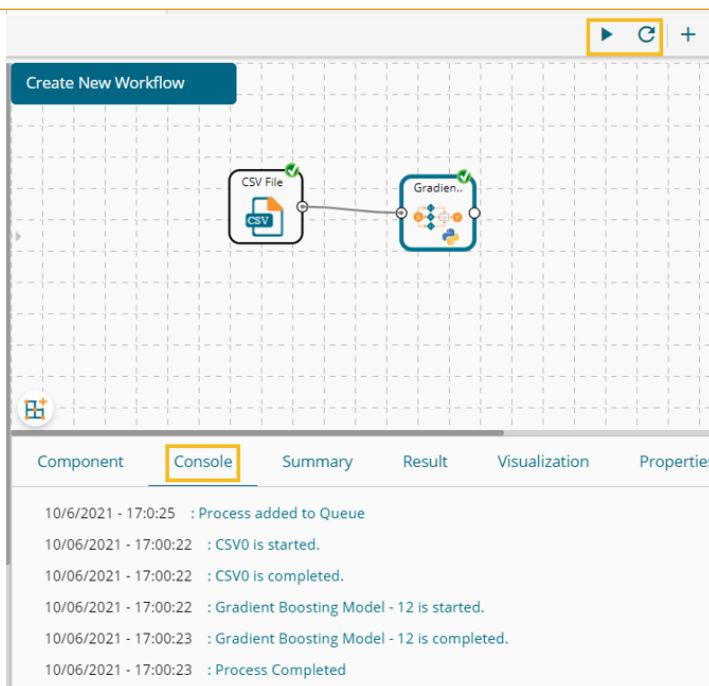 Create New Workflow
CSV File
CSV
Gradien..
Component Console Summary Result Visualization Properties
10/6/2021 - 17:0:25 : Process added to Queue
10/06/2021 - 17:00:22 : CSV0 is started.
10/06/2021 - 17:00:22 : CSV0 is completed.
10/06/2021 - 17:00:22 : Gradient Boosting Model - 12 is started.
10/06/2021 - 17:00:23 : Gradient Boosting Model - 12 is completed.
10/06/2021 - 17:00:23 : Process Completed